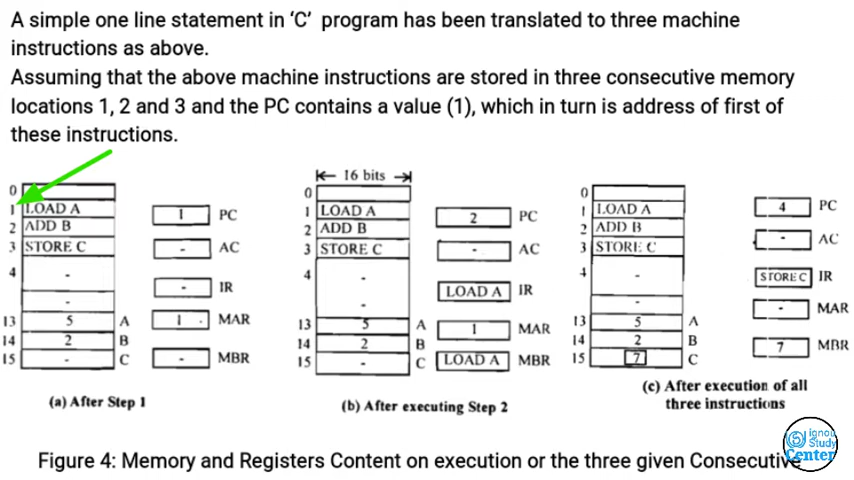 A simple one line statement in ‘C’ program has been translated to three machine
instructions as above.
Assuming that the above machine instructions are stored in three consecutive memory
locations 1, 2 and 3 and the PC contains a value (1), which in turn is address of first of
these instructions.
0
1 LOAD A
2 ADD B
3 STORE C
4 -
-
13 5 A
14 2 B
15 - C
1 PC
- AC
- IR
1 . MAR
- MBR
(a) After Step 1
16 bits
0
1 LOAD A
2 ADD B
3 STORE C
4 -
-
13 5 A
14 2 B
15 - C
2 PC
- AC
LOAD A IR
1 MAR
LOAD A MBR
(b) After executing Step 2
0
1 LOAD A
2 ADD B
3 STORE C
4 -
-
13 5 A
14 2 B
15 7 C
4 PC
- AC
STORE C IR
- MAR
7 MBR
(c) After execution of all
three instructions
Figure 4: Memory and Registers Content on execution or the three given Consecutive
ignou
Study
Center